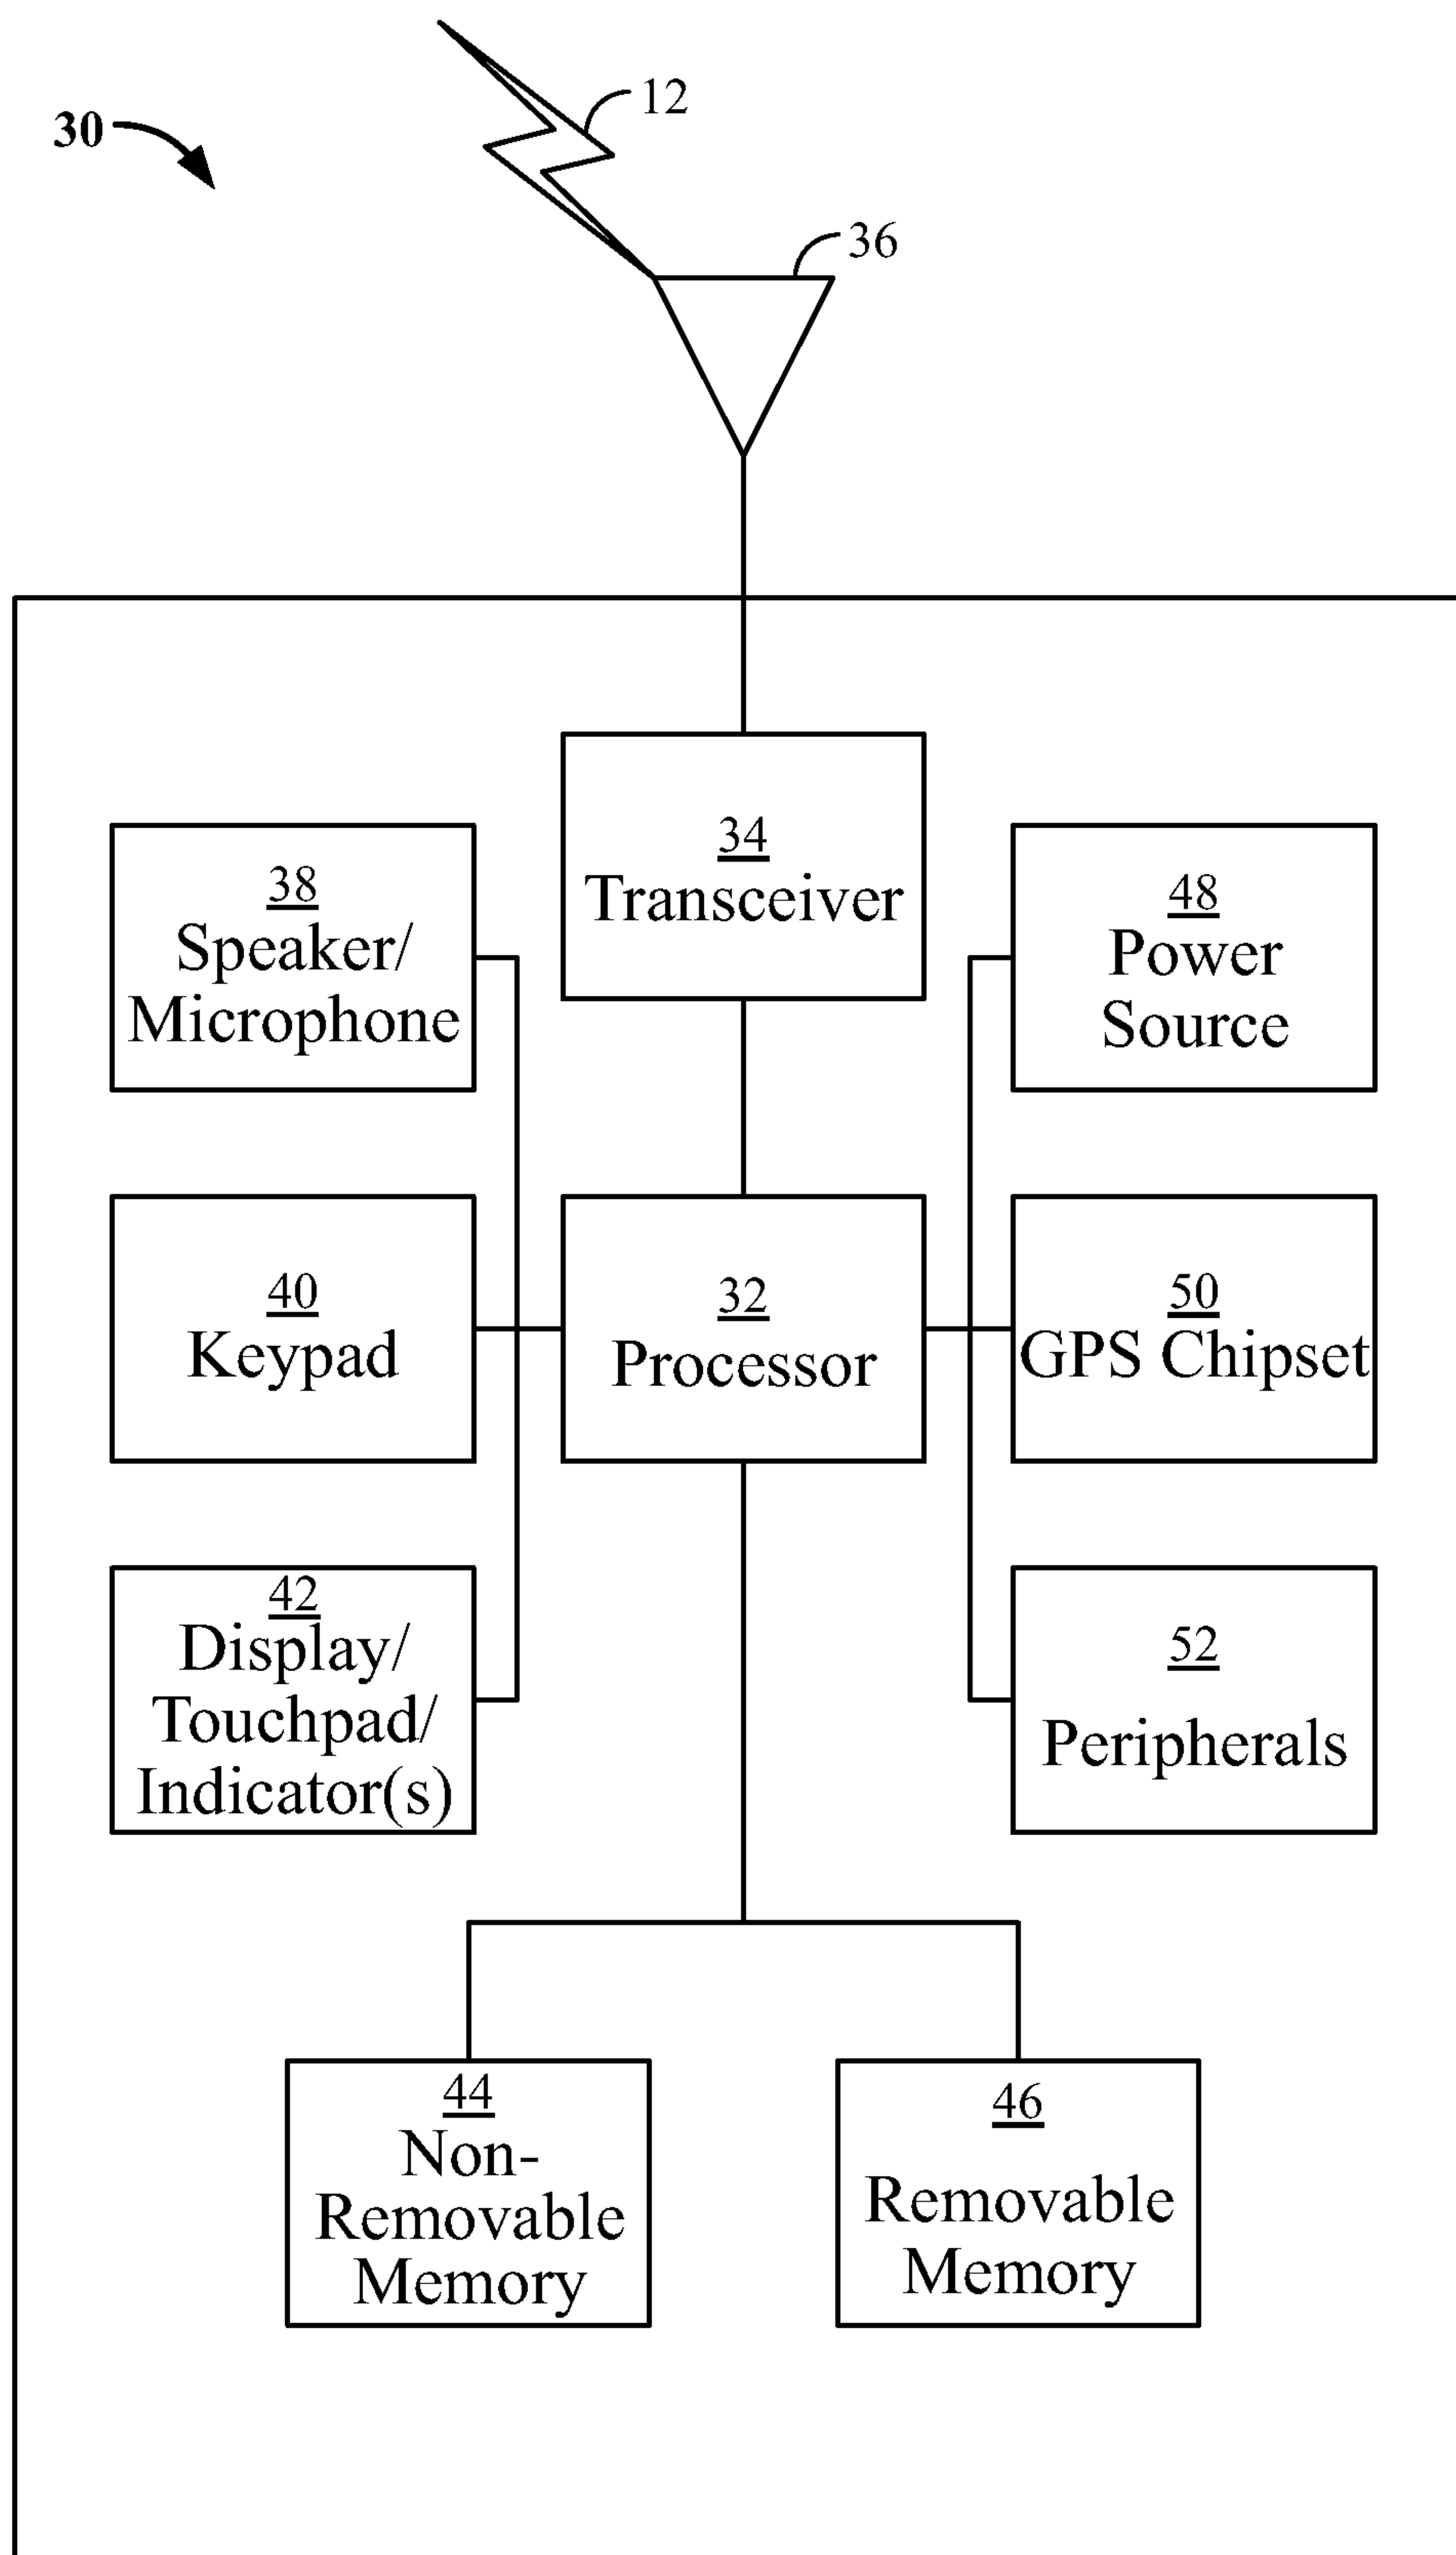 30
12
36
34
Transceiver
38
Speaker/
Microphone
48
Power
Source
40
Keypad
32
Processor
50
GPS Chipset
42
Display/
Touchpad/
Indicator(s)
52
Peripherals
44
Non-
Removable
Memory
46
Removable
Memory